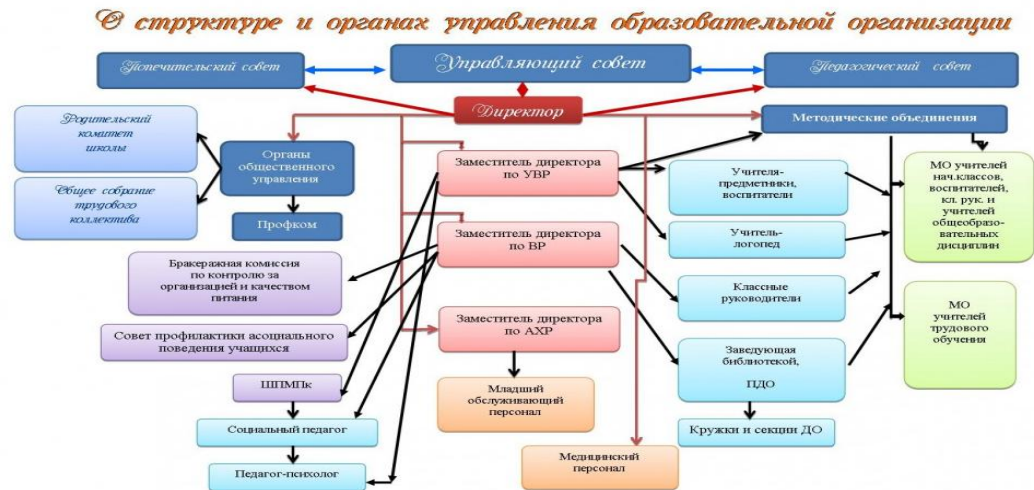 О структуре и органах управления образовательной организации
Попечительский совет
Управляющий совет
Педагогический совет
Директор
Методические объединения
Родительский
комитет
школы
Общее собрание
трудового
коллектива
Органы
общественного
управления
Профком
Заместитель директора
по УВР
Заместитель директора
по ВР
Заместитель директора
по АХР
Младший
обслуживающий
персонал
Медицинский
персонал
Бракеражная комиссия
по контролю за
организацией и качеством
питания
Совет профилактики асоциального
поведения учащихся
ШПМПк
Социальный педагог
Педагог-психолог
Учителя-
предметники,
воспитатели
Учитель-
логопед
Классные
руководители
Заведующая
библиотекой,
ПДО
Кружки и секции ДО
МО учителей
нач.классов,
воспитателей,
кл. рук. и
учителей
общеобразо-
вательных
дисциплин
МО
учителей
трудового
обучения